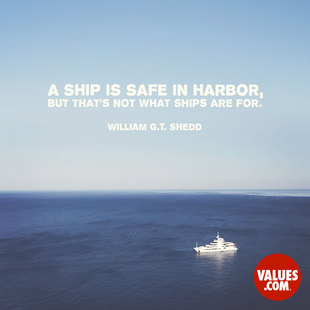 A SHIP IS SAFE IN HARBOR,
BUT THAT'S NOT WHAT SHIPS ARE FOR.
WILLIAM G.T. SHEDD
VALUES
.COM